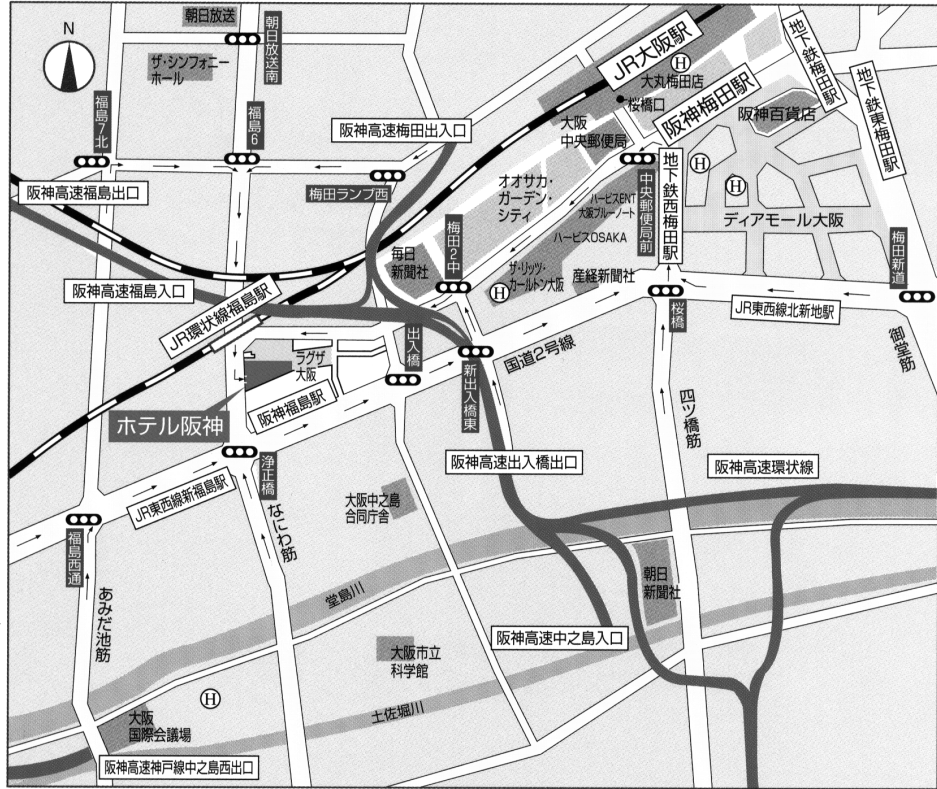 朝日放送
N
朝日放送南
ザ・シンフォニー
ホール
福島7北
福島6
阪神高速梅田出入口
JR大阪駅
H
大丸梅田店
桜橋口
阪神梅田駅
地下鉄梅田駅
地下鉄東梅田駅
阪神百貨店
大阪
中央郵便局
阪神高速福島出口
梅田ランプ西
オオサカ・
ガーデン・
シティ
中央郵便局前
地下鉄西梅田駅
H
H
ハービスENT
大阪ブルーノート
ハービスOSAKA
ディアモール大阪
梅田新道
毎日
新聞社
梅田2中
ザ・リッツ・
カールトン大阪
H
産経新聞社
阪神高速福島入口
JR環状線福島駅
桜橋
JR東西線北新地駅
御堂筋
出入橋
新出入橋東
国道2号線
ラグザ
大阪
阪神福島駅
ホテル阪神
四ツ橋筋
浄正橋
阪神高速出入橋出口
阪神高速環状線
JR東西線新福島駅
なにわ筋
大阪中之島
合同庁舎
福島西通
あみだ池筋
堂島川
朝日
新聞社
阪神高速中之島入口
大阪市立
科学館
H
土佐堀川
大阪
国際会議場
阪神高速神戸線中之島西出口